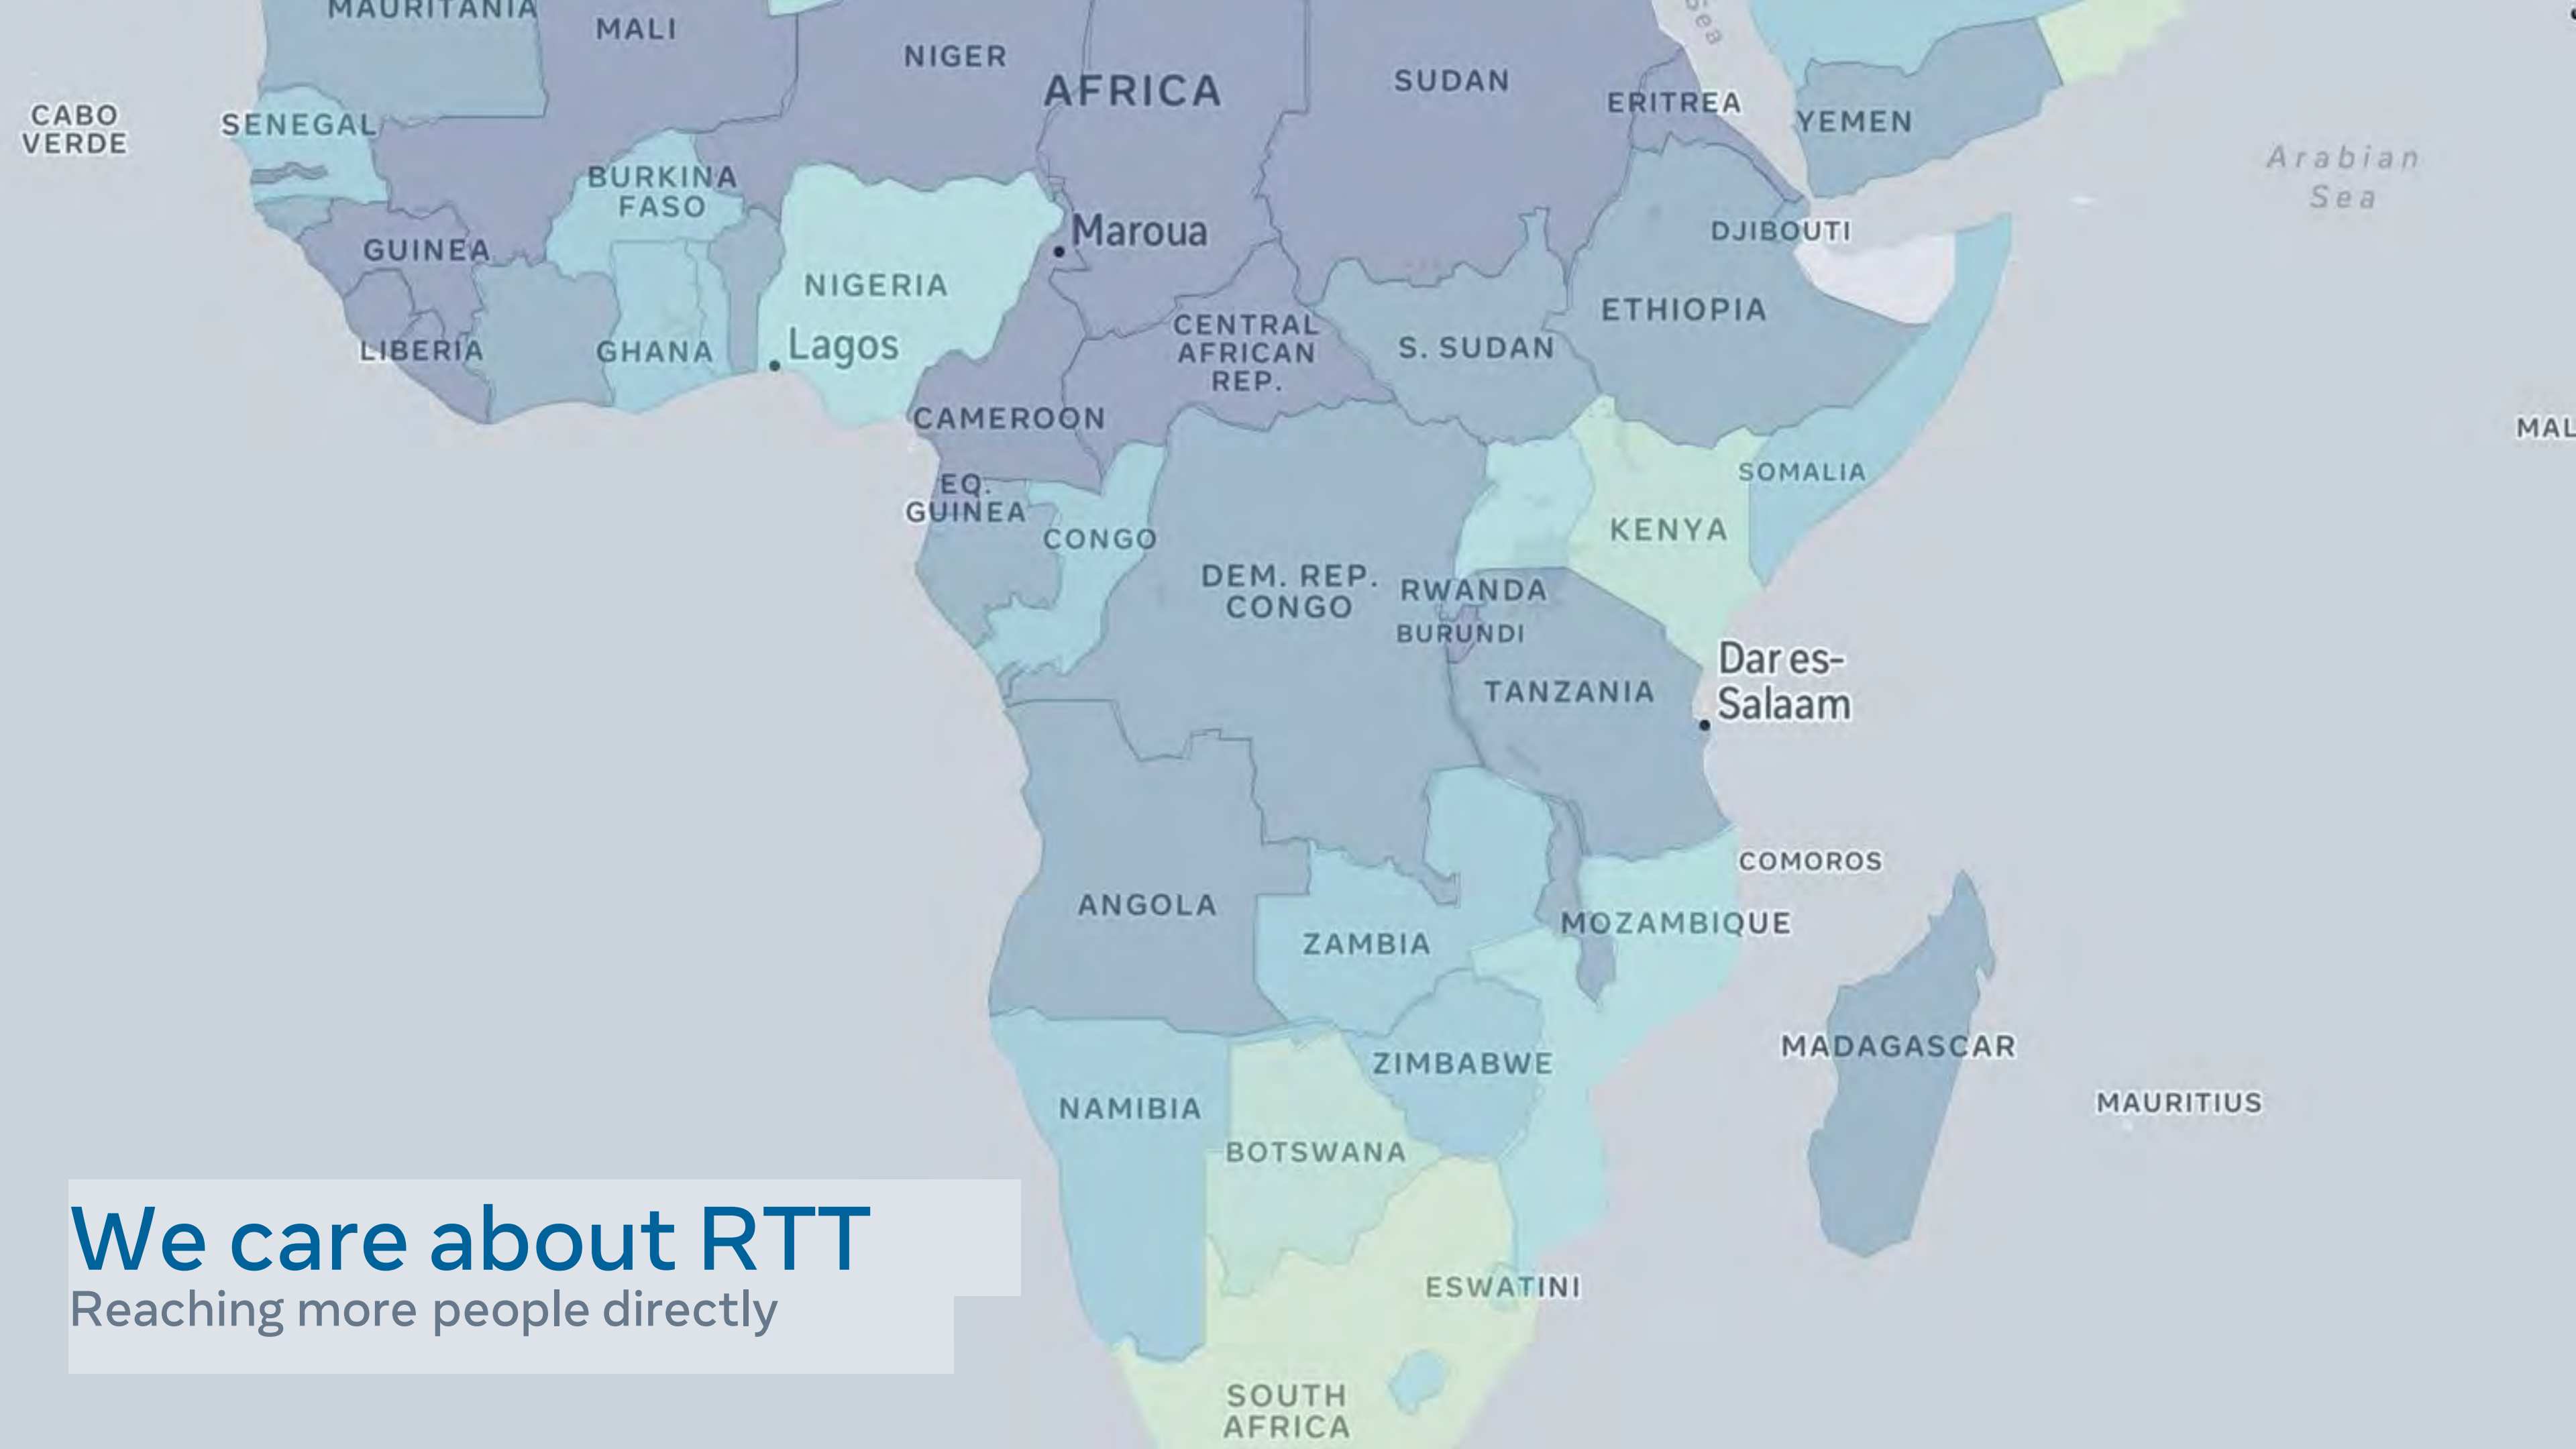 MAURITANIA
MALI
NIGER
AFRICA
SUDAN
ERITREA
Sea
YEMEN
CABO
VERDE
SENEGAL
Arabian
Sea
BURKINA
FASO
Maroua
DJIBOUTI
GUINEA
NIGERIA
ETHIOPIA
LIBERIA
GHANA
Lagos
CENTRAL
AFRICAN
REP.
S. SUDAN
CAMEROON
MAL
SOMALIA
EQ.
GUINEA
CONGO
KENYA
DEM. REP.
CONGO
RWANDA
BURUNDI
TANZANIA
Dar es-
Salaam
COMOROS
ANGOLA
ZAMBIA
MOZAMBIQUE
MADAGASCAR
ZIMBABWE
NAMIBIA
MAURITIUS
BOTSWANA
ESWATINI
SOUTH
AFRICA
We care about RTT
Reaching more people directly